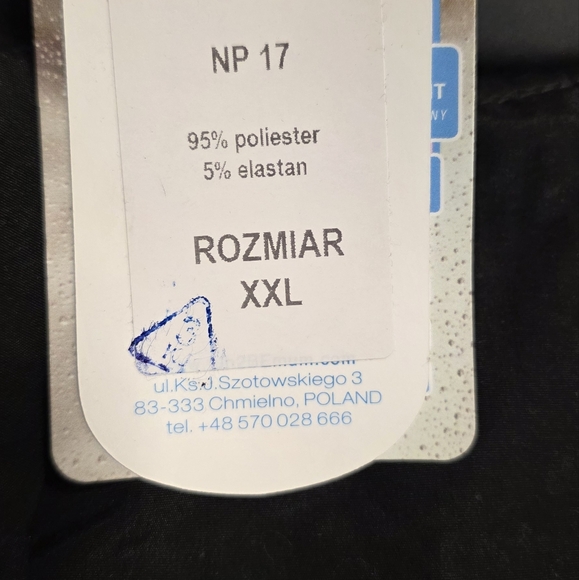 NP 17
95% poliester
5% elastan
ROZMIAR
XXL
ul.Ks.J.Szotowskiego 3
83-333 Chmielno, POLAND
tel. +48 570 028 666